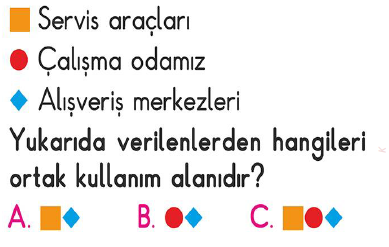 Servis araçları
Çalışma odamız
Alışveriş merkezleri
Yukarıda verilenlerden hangileri
ortak kullanım alanıdır?
A. B. C.